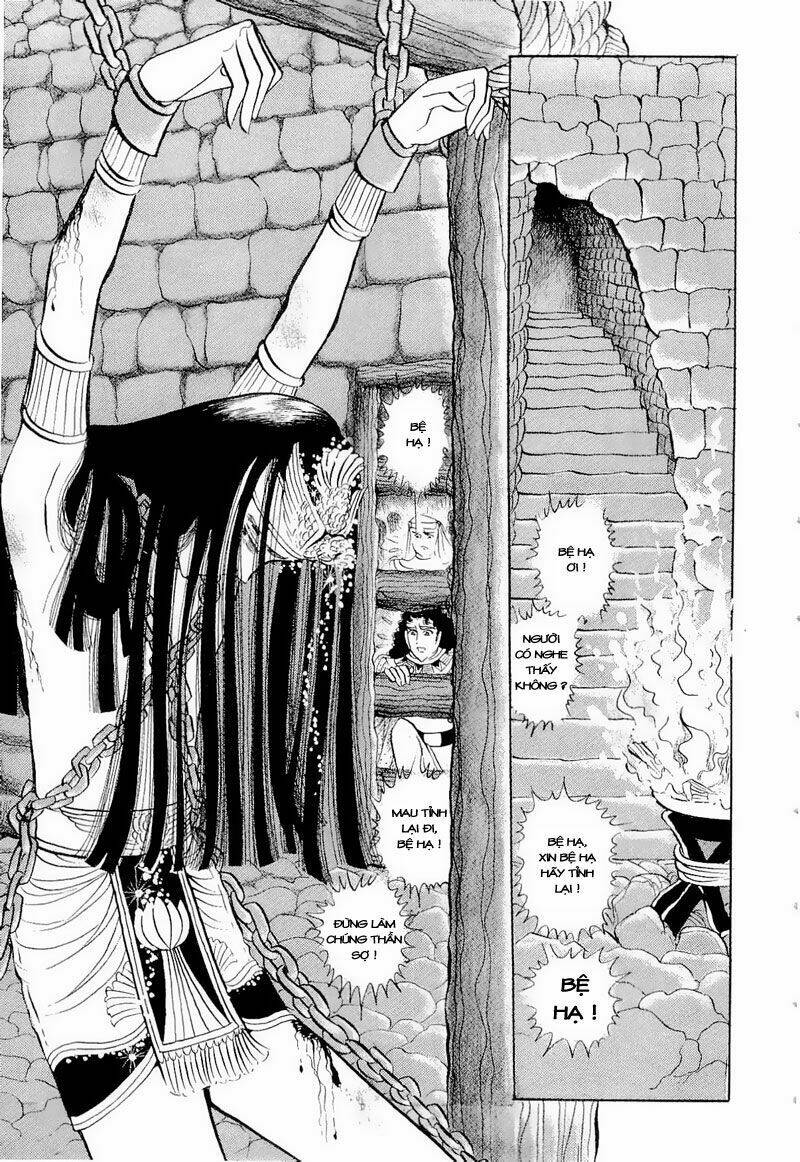 BỆ
HẠ !
BỆ HẠ
ƠI !
NGƯỜI
CÓ NGHE
THẤY
KHÔNG ?
MAU TỈNH
LẠI ĐI,
BỆ HẠ !
ĐỪNG LÀM
CHÚNG THẦN
SỢ !
BỆ HẠ,
XIN BỆ HẠ
HÃY TỈNH
LẠI !
BỆ
HẠ !